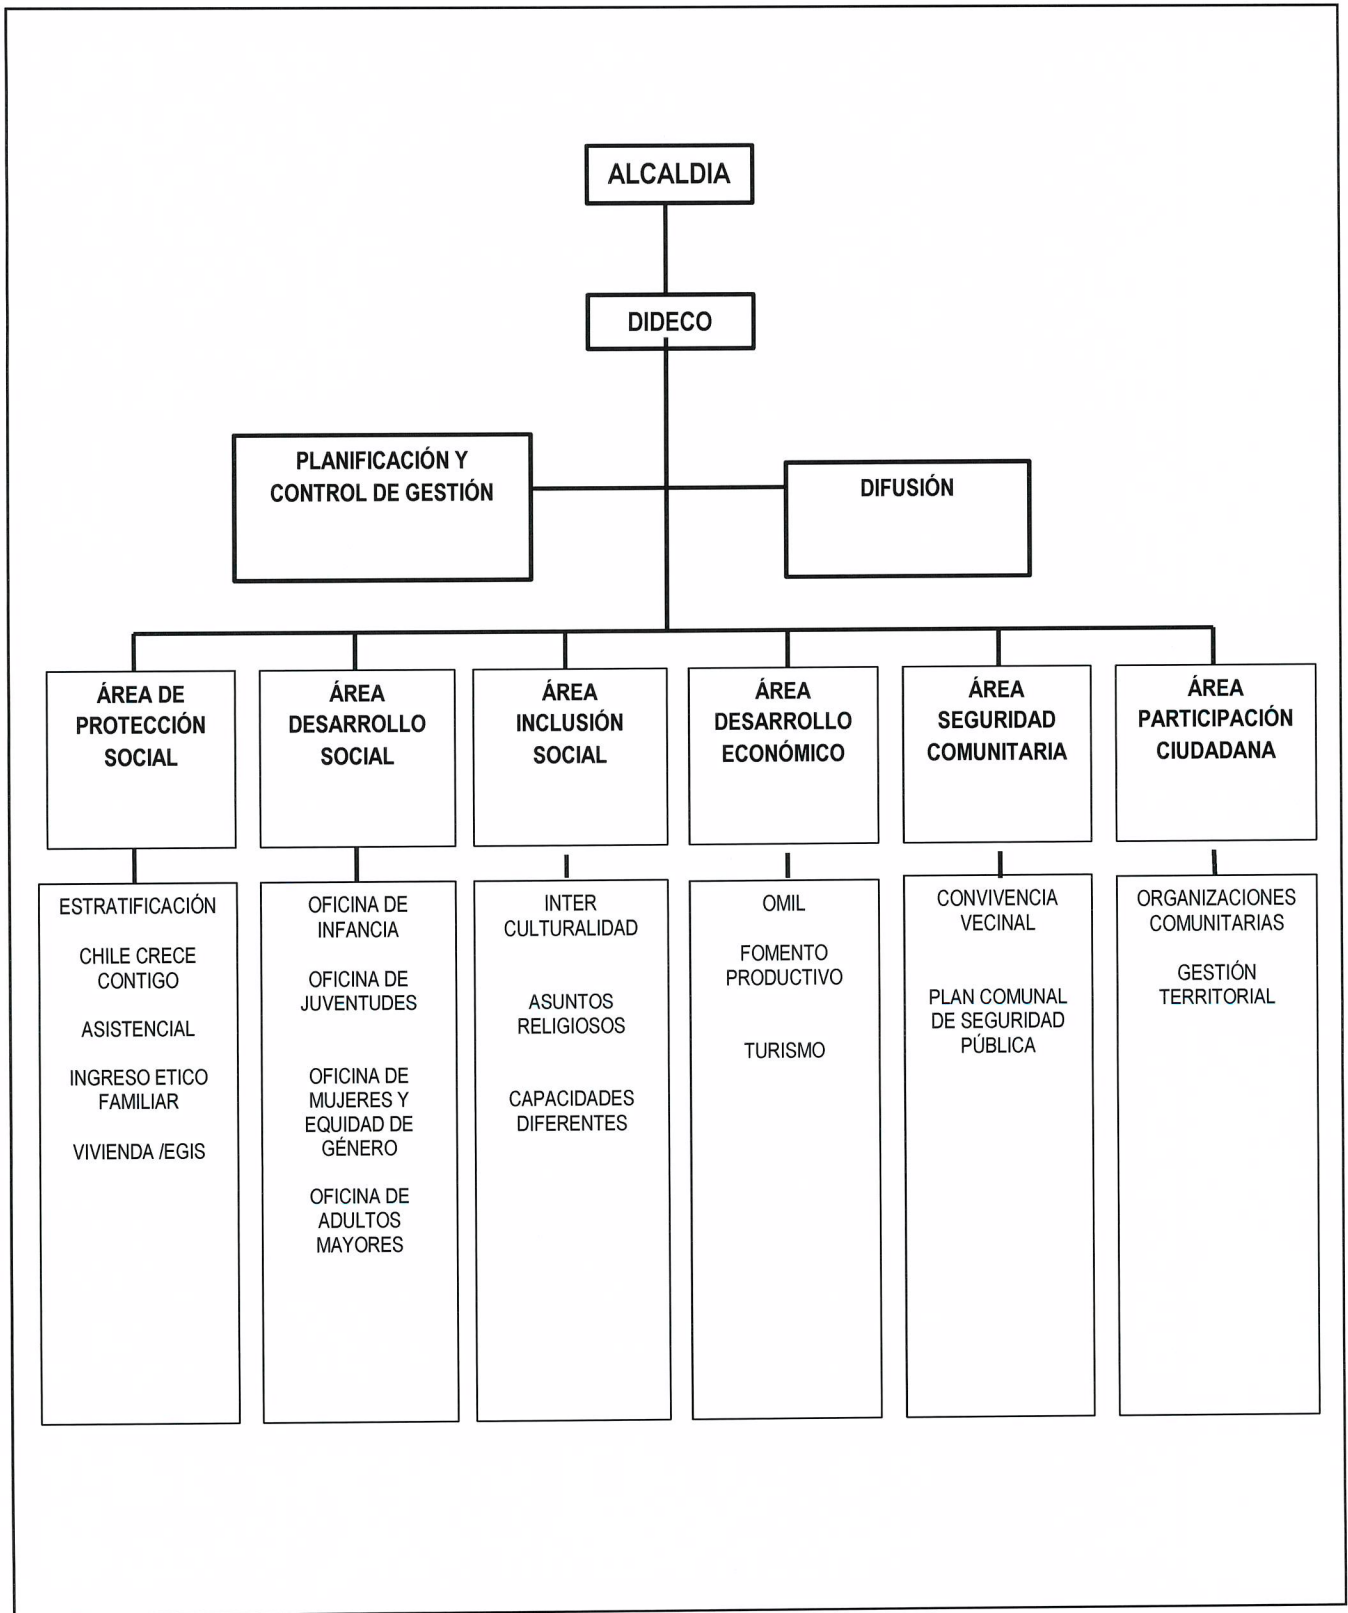 ALCALDIA
DIDECO
PLANIFICACIÓN Y
CONTROL DE GESTIÓN
DIFUSIÓN
ÁREA DE
PROTECCIÓN
SOCIAL
ÁREA
DESARROLLO
SOCIAL
ÁREA
INCLUSIÓN
SOCIAL
ÁREA
DESARROLLO
ECONÓMICO
ÁREA
SEGURIDAD
COMUNITARIA
ÁREA
PARTICIPACIÓN
CIUDADANA
ESTRATIFICACIÓN
CHILE CRECE
CONTIGO
ASISTENCIAL
INGRESO ETICO
FAMILIAR
VIVIENDA /EGIS
OFICINA DE
INFANCIA
OFICINA DE
JUVENTUDES
OFICINA DE
MUJERES Y
EQUIDAD DE
GÉNERO
OFICINA DE
ADULTOS
MAYORES
INTER
CULTURALIDAD
ASUNTOS
RELIGIOSOS
CAPACIDADES
DIFERENTES
OMIL
FOMENTO
PRODUCTIVO
TURISMO
CONVIVENCIA
VECINAL
PLAN COMUNAL
DE SEGURIDAD
PÚBLICA
ORGANIZACIONES
COMUNITARIAS
GESTIÓN
TERRITORIAL